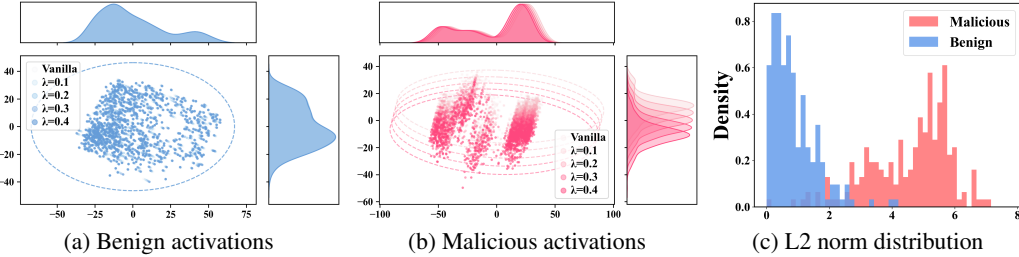 Vanilla
λ=0.1
λ=0.2
λ=0.3
λ=0.4
40
20
0
−20
−40
−50
−25
0
25
50
75
(a) Benign activations
Vanilla
λ=0.1
λ=0.2
λ=0.3
λ=0.4
40
20
0
−20
−40
−60
−100
−50
0
50
100
(b) Malicious activations
Malicious
Benign
Density
0.8
0.6
0.4
0.2
0.0
0
2
4
6
8
(c) L2 norm distribution